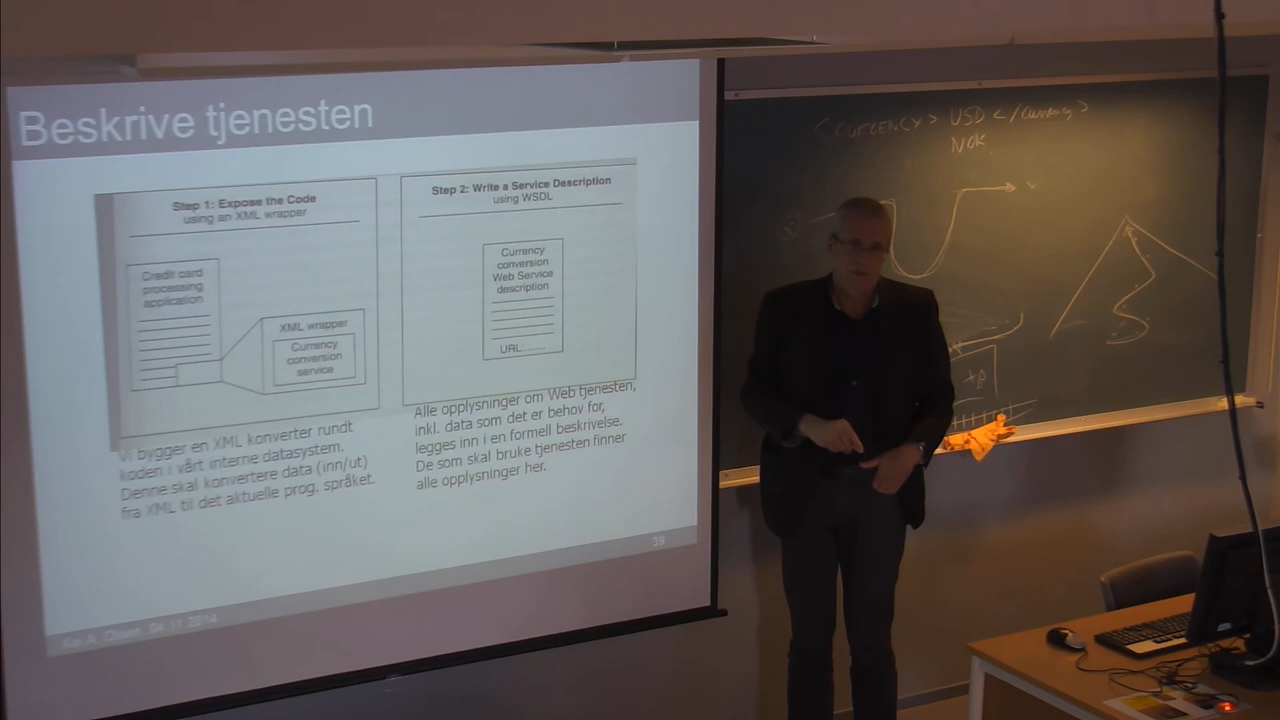 Beskrive tjenesten
Step 1: Expose the Code
using an XML wrapper
Credit card
processing
application
XML wrapper
Currency
conversion
service
Step 2: Write a Service Description
using WSDL
Currency
conversion
Web Service
description
URL........
Vi bygger en XML konverter rundt
koden i vårt interne datasystem.
Denne skal konvertere data (inn/ut)
fra XML til det aktuelle prog. språket.
Alle opplysninger om Web tjenesten,
inkl. data som det er behov for,
legges inn i en formell beskrivelse.
De som skal bruke tjenesten finner
alle opplysninger her.
39
Kai A. Olsen, 04.11.2014
<CURRENCY> USD </currency>
NOK